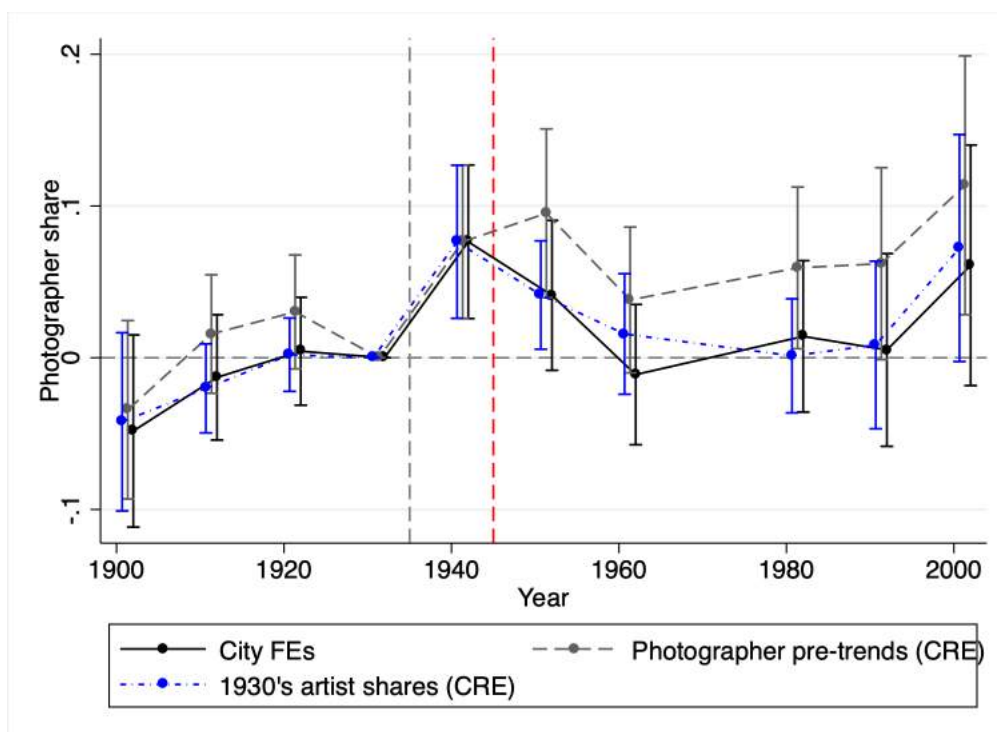 .2
.1
0
-.1
Photographer share
1900 1920 1940 1960 1980 2000
Year
City FEs
Photographer pre-trends (CRE)
1930's artist shares (CRE)